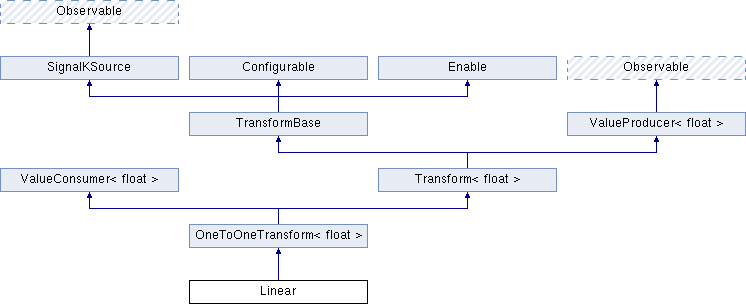 Observable
SignalKSource
Configurable
Enable
Observable
TransformBase
ValueProducer< float >
ValueConsumer< float >
Transform< float >
OneToOneTransform< float >
Linear